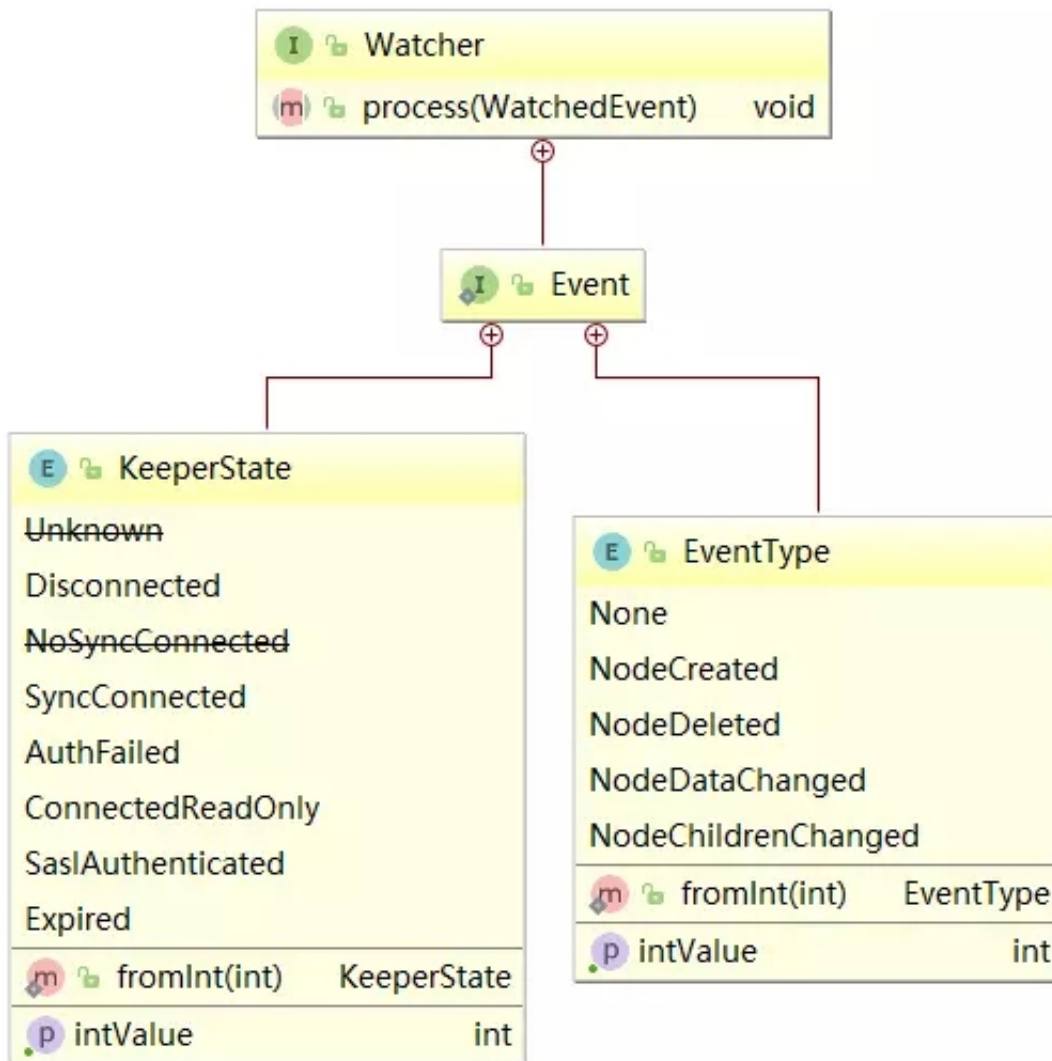 I Watcher
m process(WatchedEvent) void
I Event
E KeeperState
Unknown
Disconnected
NoSyncConnected
SyncConnected
AuthFailed
ConnectedReadOnly
SaslAuthenticated
Expired
m fromInt(int) KeeperState
p intValue int
E EventType
None
NodeCreated
NodeDeleted
NodeDataChanged
NodeChildrenChanged
m fromInt(int) EventType
p intValue int